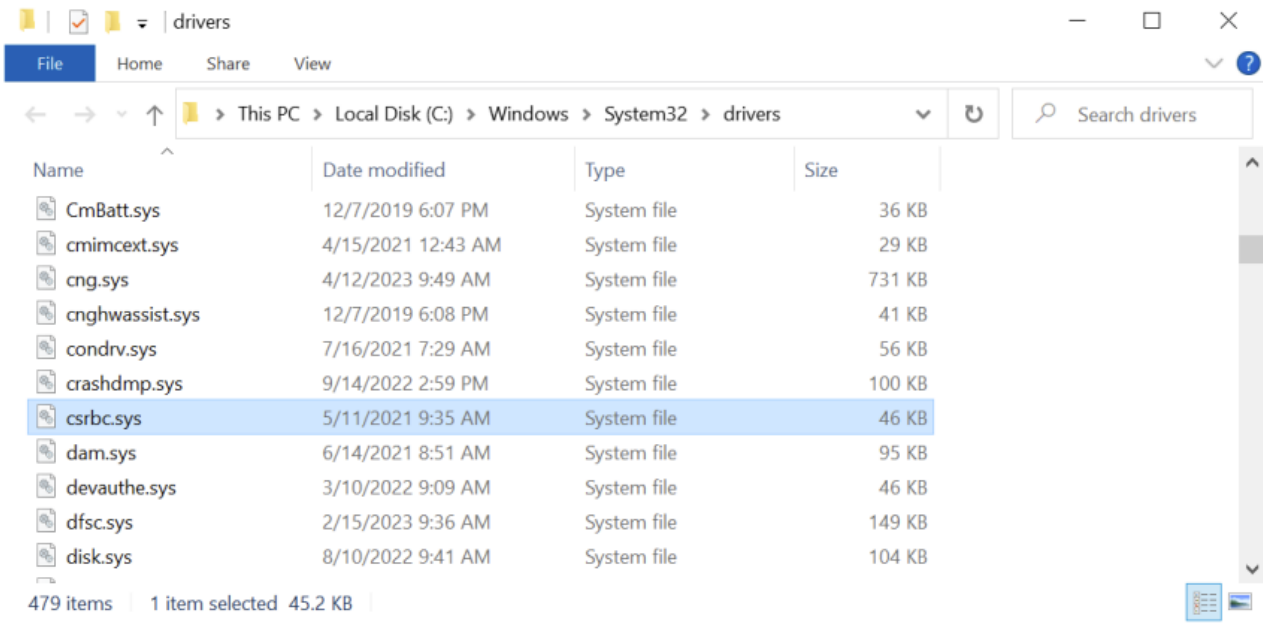 drivers
File Home Share View
This PC > Local Disk (C:) > Windows > System32 > drivers Search drivers
Name Date modified Type Size
CmBatt.sys 12/7/2019 6:07 PM System file 36 KB
cmimcext.sys 4/15/2021 12:43 AM System file 29 KB
cng.sys 4/12/2023 9:49 AM System file 731 KB
cnghwassist.sys 12/7/2019 6:08 PM System file 41 KB
condrv.sys 7/16/2021 7:29 AM System file 56 KB
crashdmp.sys 9/14/2022 2:59 PM System file 100 KB
csrbc.sys 5/11/2021 9:35 AM System file 46 KB
dam.sys 6/14/2021 8:51 AM System file 95 KB
devauthe.sys 3/10/2022 9:09 AM System file 46 KB
dfsc.sys 2/15/2023 9:36 AM System file 149 KB
disk.sys 8/10/2022 9:41 AM System file 104 KB
479 items 1 item selected 45.2 KB